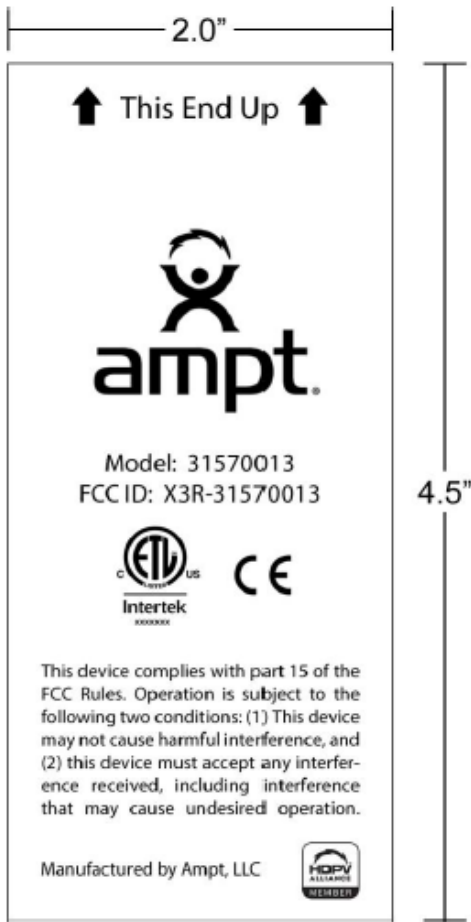 2.0”
This End Up
ampt.
Model: 31570013
FCC ID: X3R-31570013
4.5”
C ETL US
LISTED
CE
Intertek
xxxxxxx
This device complies with part 15 of the
FCC Rules. Operation is subject to the
following two conditions: (1) This device
may not cause harmful interference, and
(2) this device must accept any interfer-
ence received, including interference
that may cause undesired operation.
Manufactured by Ampt, LLC
HDPV
ALLIANCE
MEMBER